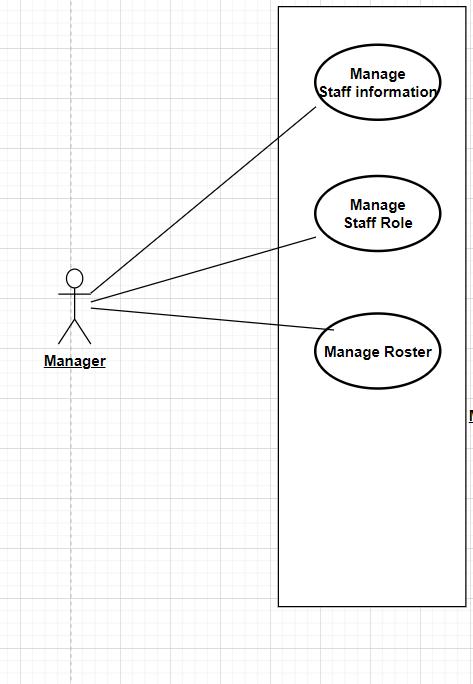 Manage
Staff information
Manage
Staff Role
Manager
Manage Roster